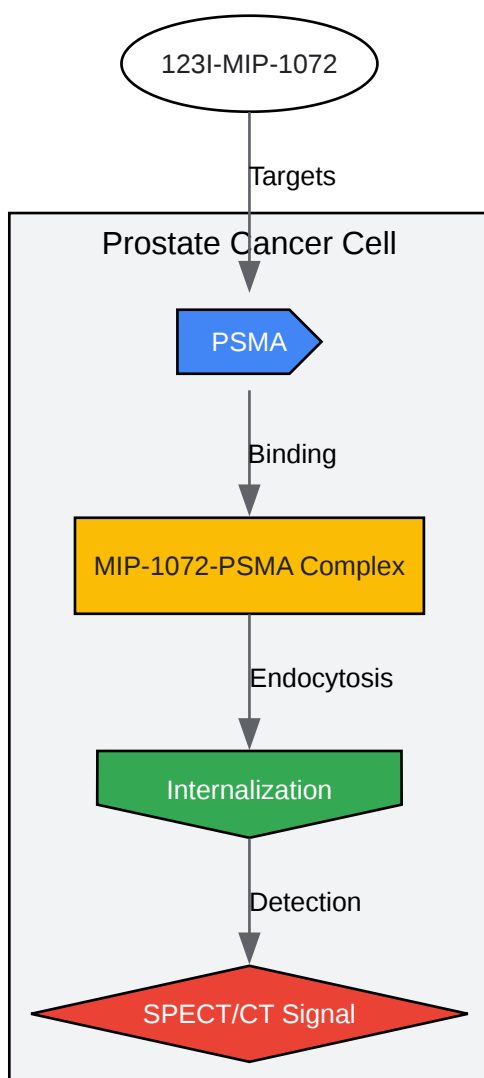 123I-MIP-1072
Targets
Prostate Cancer Cell
PSMA
Binding
MIP-1072-PSMA Complex
Endocytosis
Internalization
Detection
SPECT/CT Signal